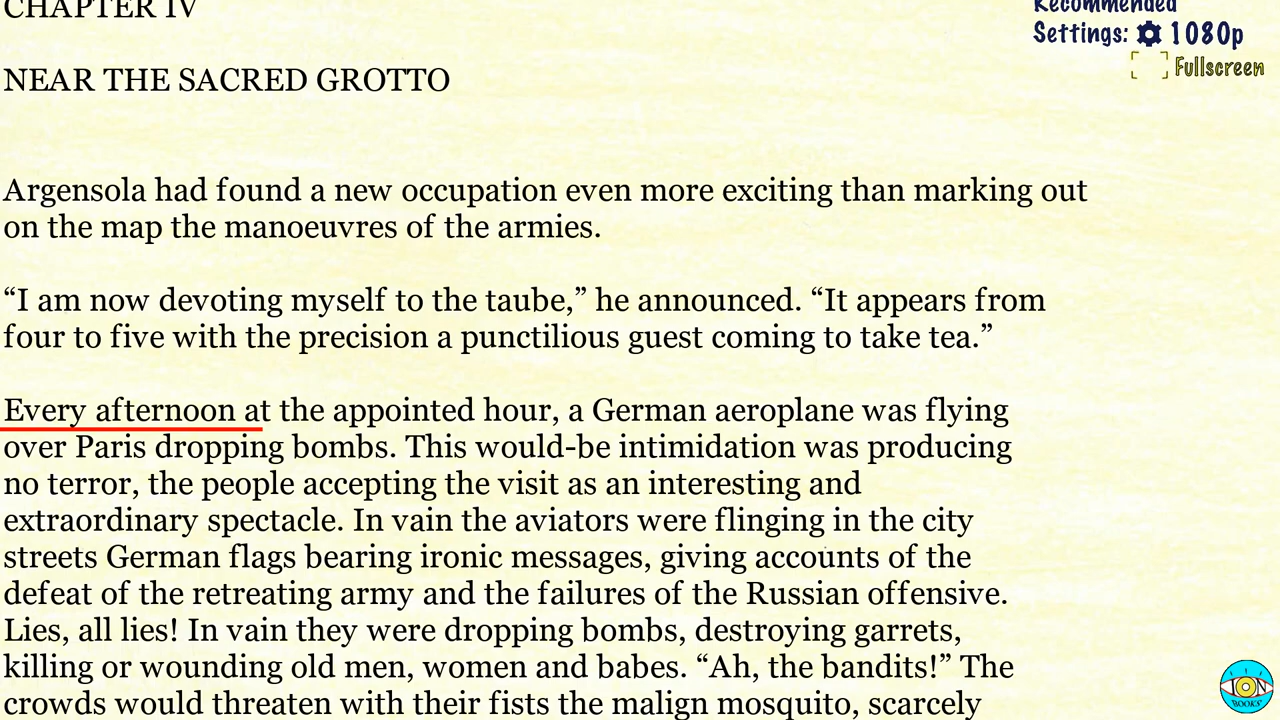 CHAPTER IV
Recommended
Settings: 1080p
Fullscreen
NEAR THE SACRED GROTTO
Argensola had found a new occupation even more exciting than marking out
on the map the manoeuvres of the armies.
“I am now devoting myself to the taube,” he announced. “It appears from
four to five with the precision a punctilious guest coming to take tea.”
Every afternoon at the appointed hour, a German aeroplane was flying
over Paris dropping bombs. This would-be intimidation was producing
no terror, the people accepting the visit as an interesting and
extraordinary spectacle. In vain the aviators were flinging in the city
streets German flags bearing ironic messages, giving accounts of the
defeat of the retreating army and the failures of the Russian offensive.
Lies, all lies! In vain they were dropping bombs, destroying garrets,
killing or wounding old men, women and babes. “Ah, the bandits!” The
crowds would threaten with their fists the malign mosquito, scarcely
ION
BOOKS